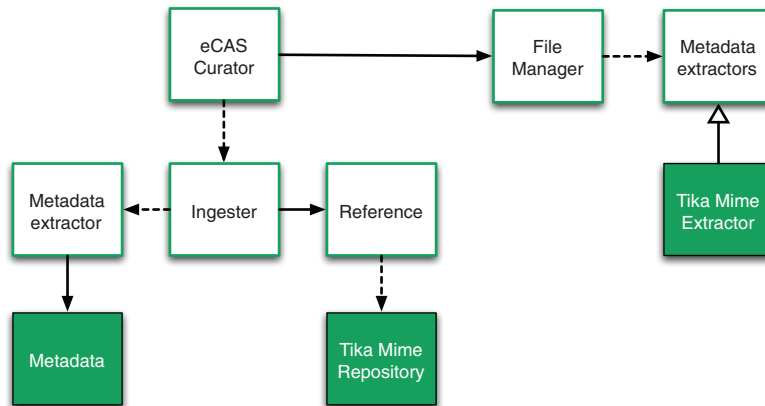 eCAS
Curator
File
Manager
Metadata
extractors
Metadata
extractor
Ingester
Reference
Tika Mime
Extractor
Metadata
Tika Mime
Repository